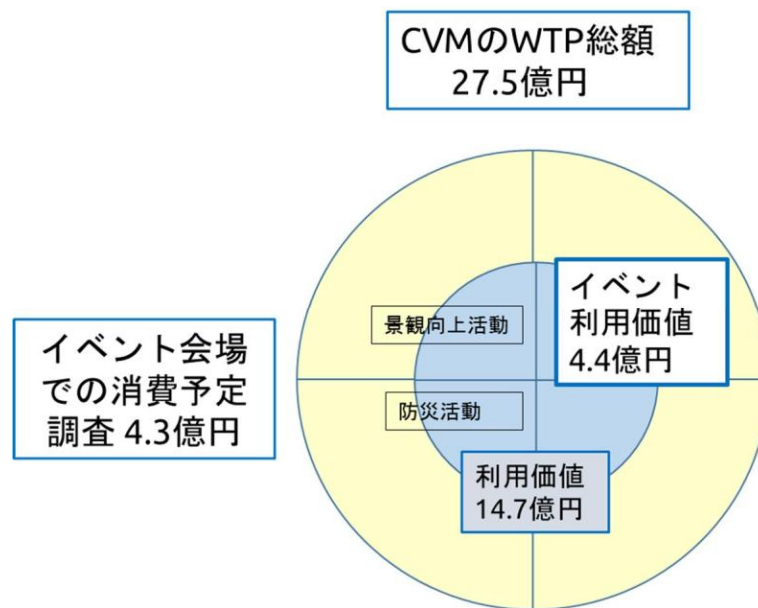 CVMのWTP総額
27.5億円
イベント
利用価値
4.4億円
景観向上活動
イベント会場
での消費予定
調査 4.3億円
防災活動
利用価値
14.7億円